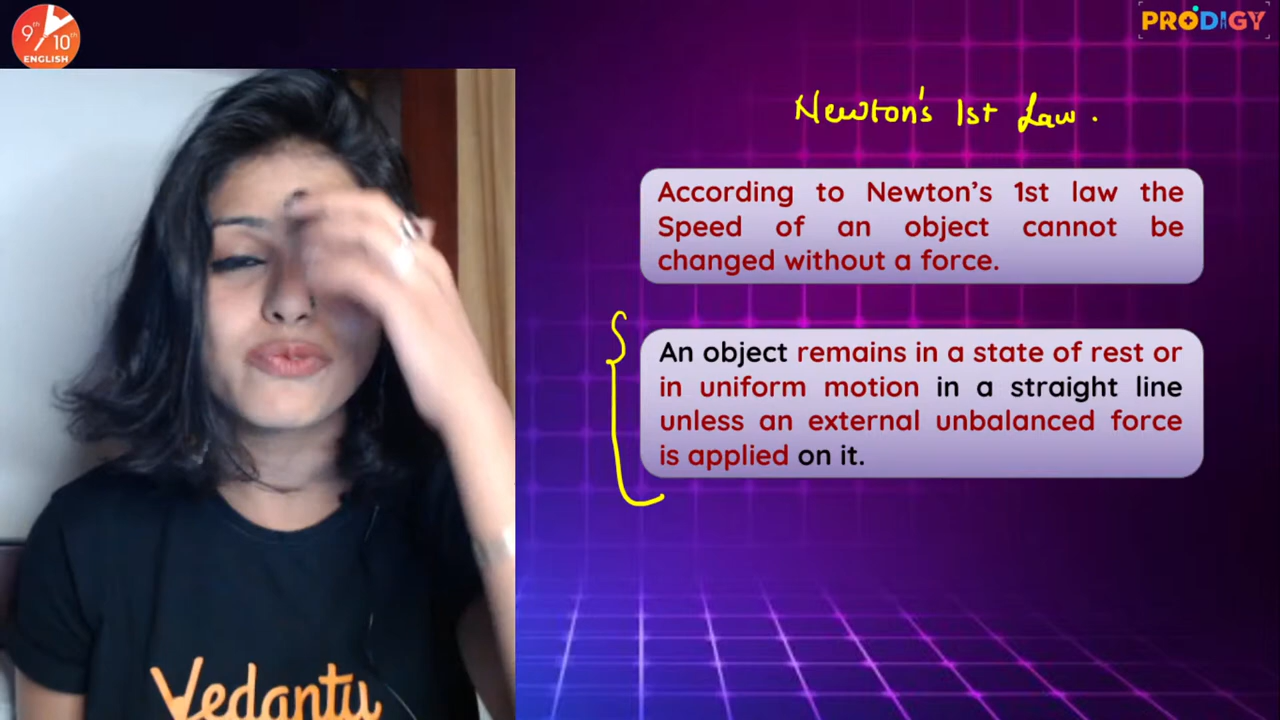 9th
10th
ENGLISH
PRODIGY
Newton's 1st Law.
According to Newton’s 1st law the
Speed of an object cannot be
changed without a force.
An object remains in a state of rest or
in uniform motion in a straight line
unless an external unbalanced force
is applied on it.
Vedantu